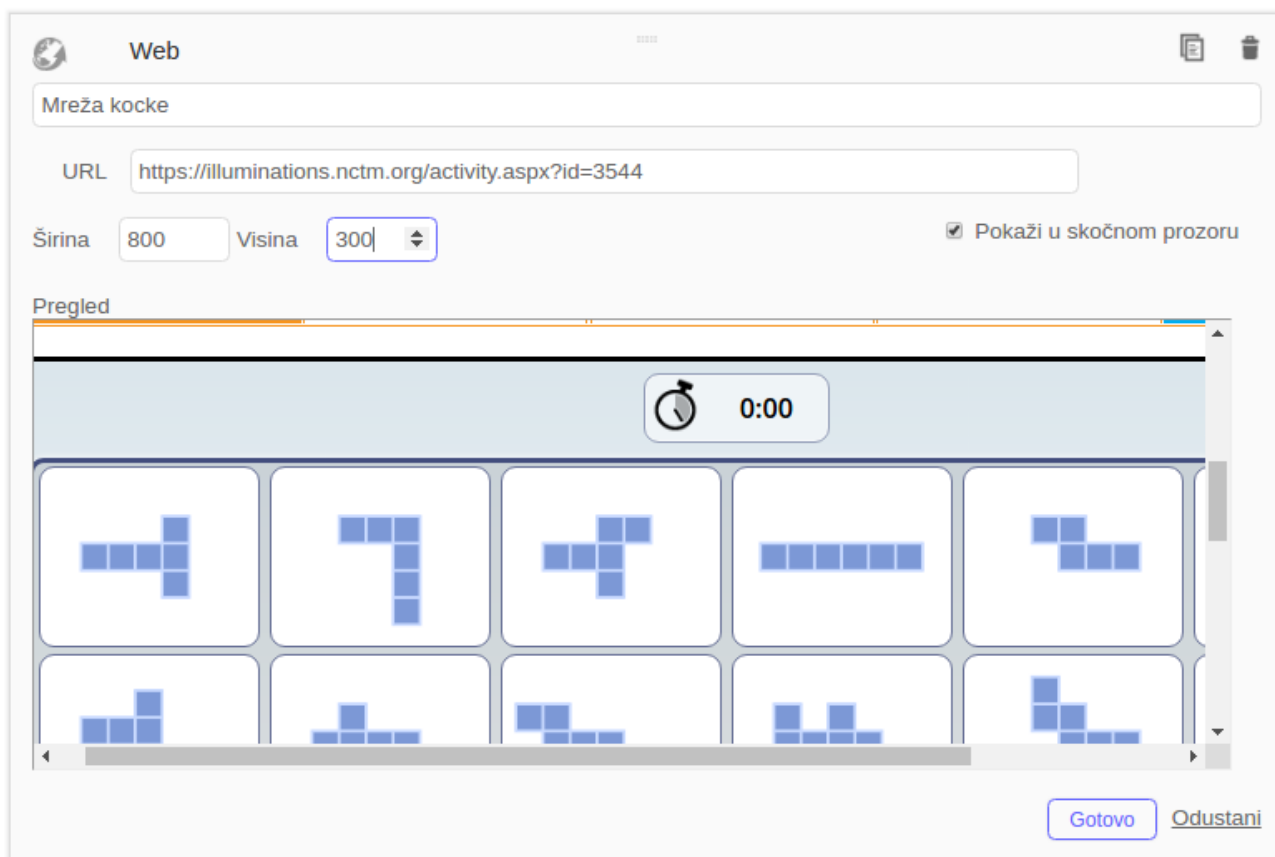 Web
Mreža kocke
URL https://illuminations.nctm.org/activity.aspx?id=3544
Širina 800 Visina 300 Pokaži u skočnom prozoru
Pregled
0:00
Gotovo Odustani